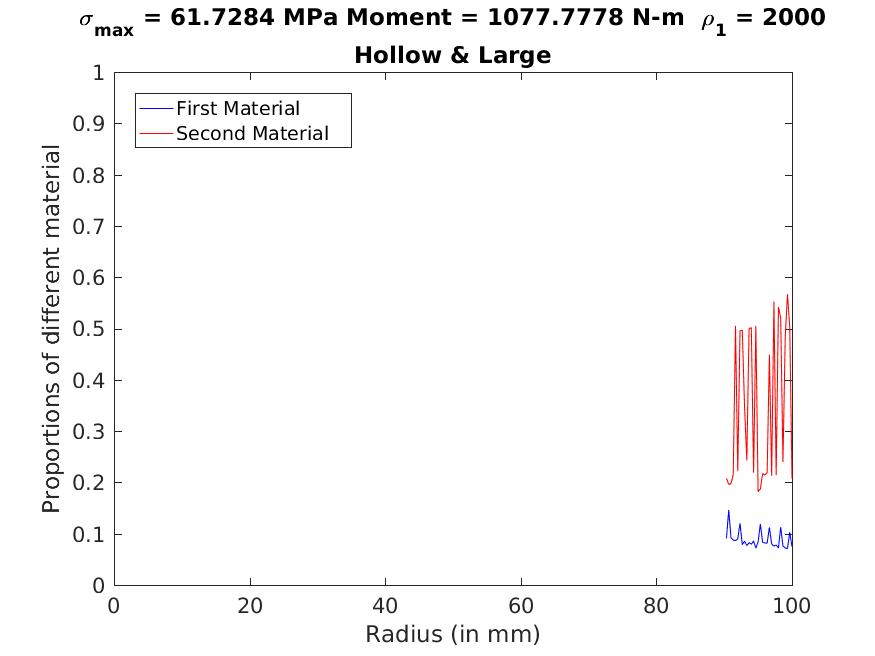 σmax = 61.7284 MPa Moment = 1077.7778 N-m ρ1 = 2000
Hollow & Large
First Material
Second Material
Proportions of different material
1
0.9
0.8
0.7
0.6
0.5
0.4
0.3
0.2
0.1
0
0 20 40 60 80 100
Radius (in mm)